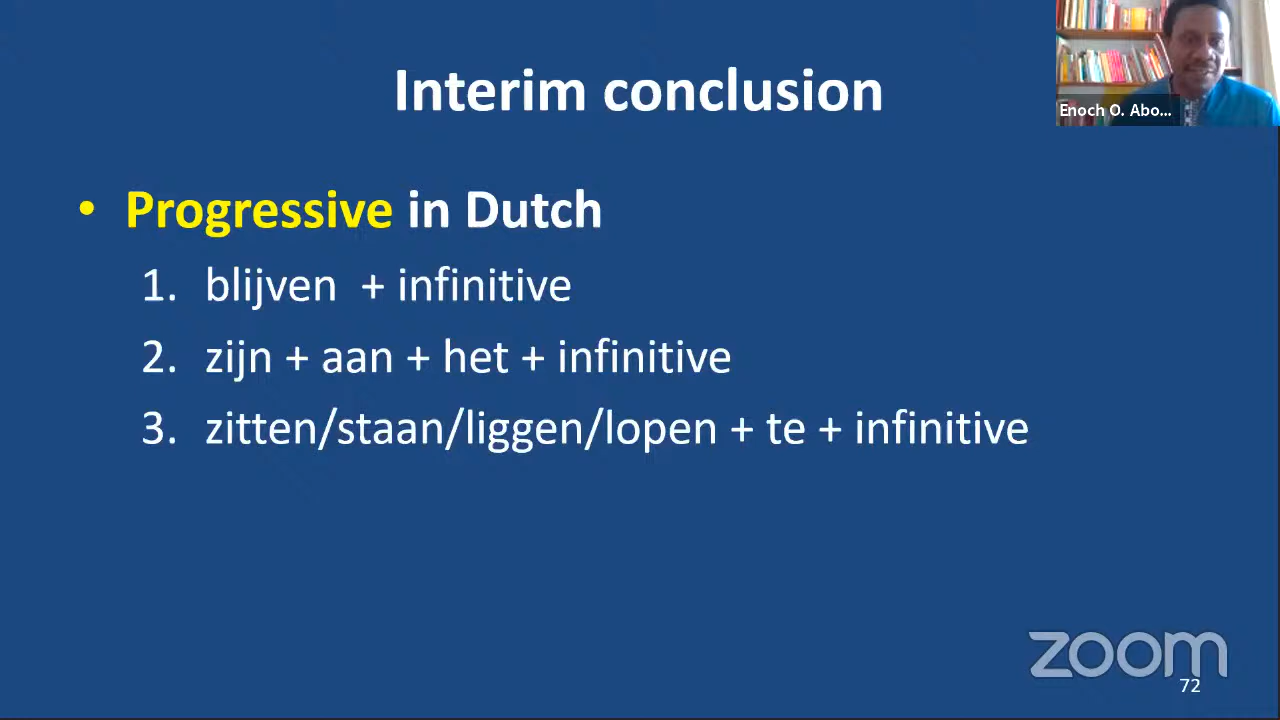 Interim conclusion
Enoch O. Abo...
• Progressive in Dutch
1. blijven + infinitive
2. zijn + aan + het + infinitive
3. zitten/staan/liggen/lopen + te + infinitive
zoom
72